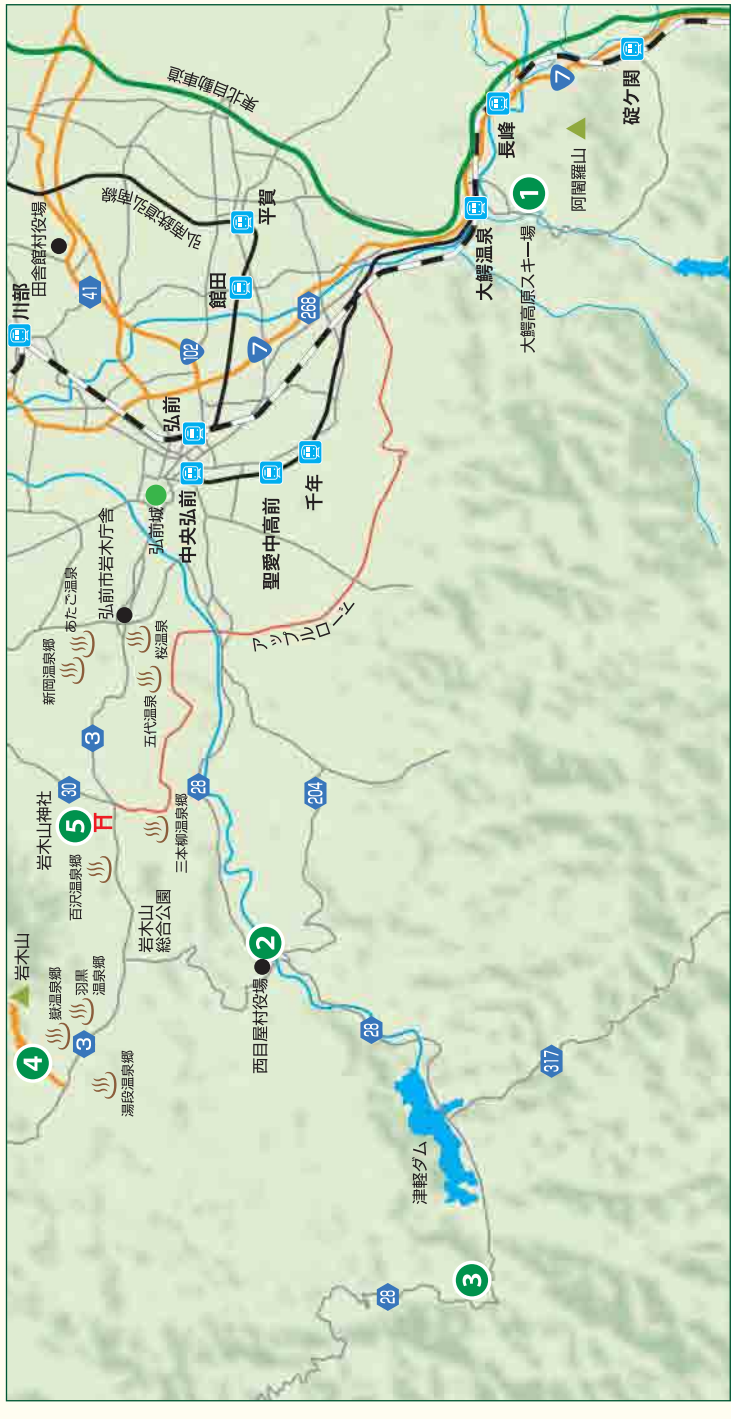 岩木山
4
嶽温泉郷
羽黒
温泉郷
3
湯段温泉郷
岩木山神社
5
30
百沢温泉郷
岩木山
総合公園
三本柳温泉郷
3
新岡温泉郷
あたご温泉
五代温泉
桜温泉
弘前市岩木庁舎
弘前城
弘前
中央弘前
聖愛中高前
千年
川部
田舎館村役場
41
102
7
268
弘南鉄道弘南線
館田
平賀
東北自動車道
アップルロード
28
204
2
西目屋村役場
28
317
津軽ダム
3
28
大鰐温泉
大鰐高原スキー場
1
長峰
阿闍羅山
7
碇ケ関